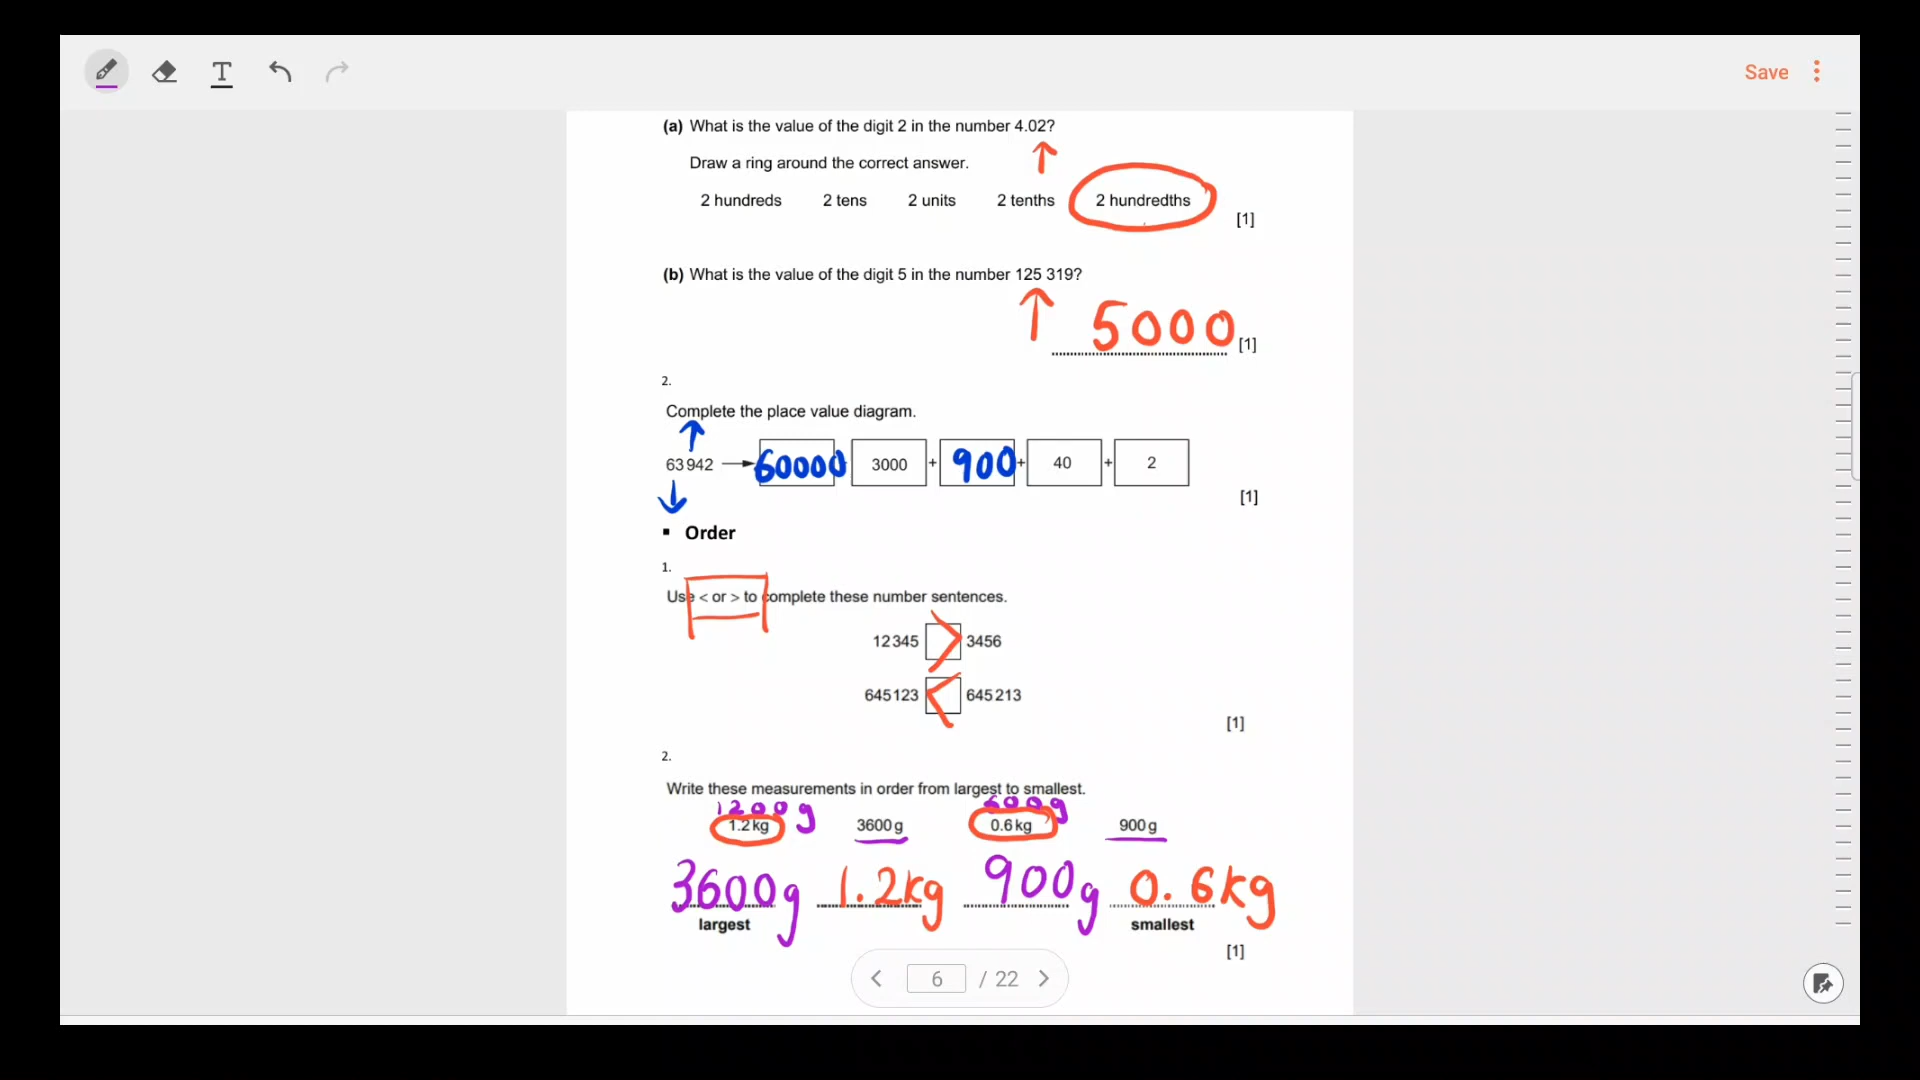 Save
(a) What is the value of the digit 2 in the number 4.02?
Draw a ring around the correct answer.
2 hundreds 2 tens 2 units 2 tenths 2 hundredths
[1]
(b) What is the value of the digit 5 in the number 125 319?
5000
[1]
2.
Complete the place value diagram.
63 942 60000 3000 + 900 + 40 + 2
[1]
▪ Order
1.
Use < or > to complete these number sentences.
12 345 > 3456
645 123 < 645 213
[1]
2.
Write these measurements in order from largest to smallest.
1200g 600g
1.2 kg 3600 g 0.6 kg 900 g
3600g 1.2kg 900g 0.6kg
largest smallest
[1]
6 / 22